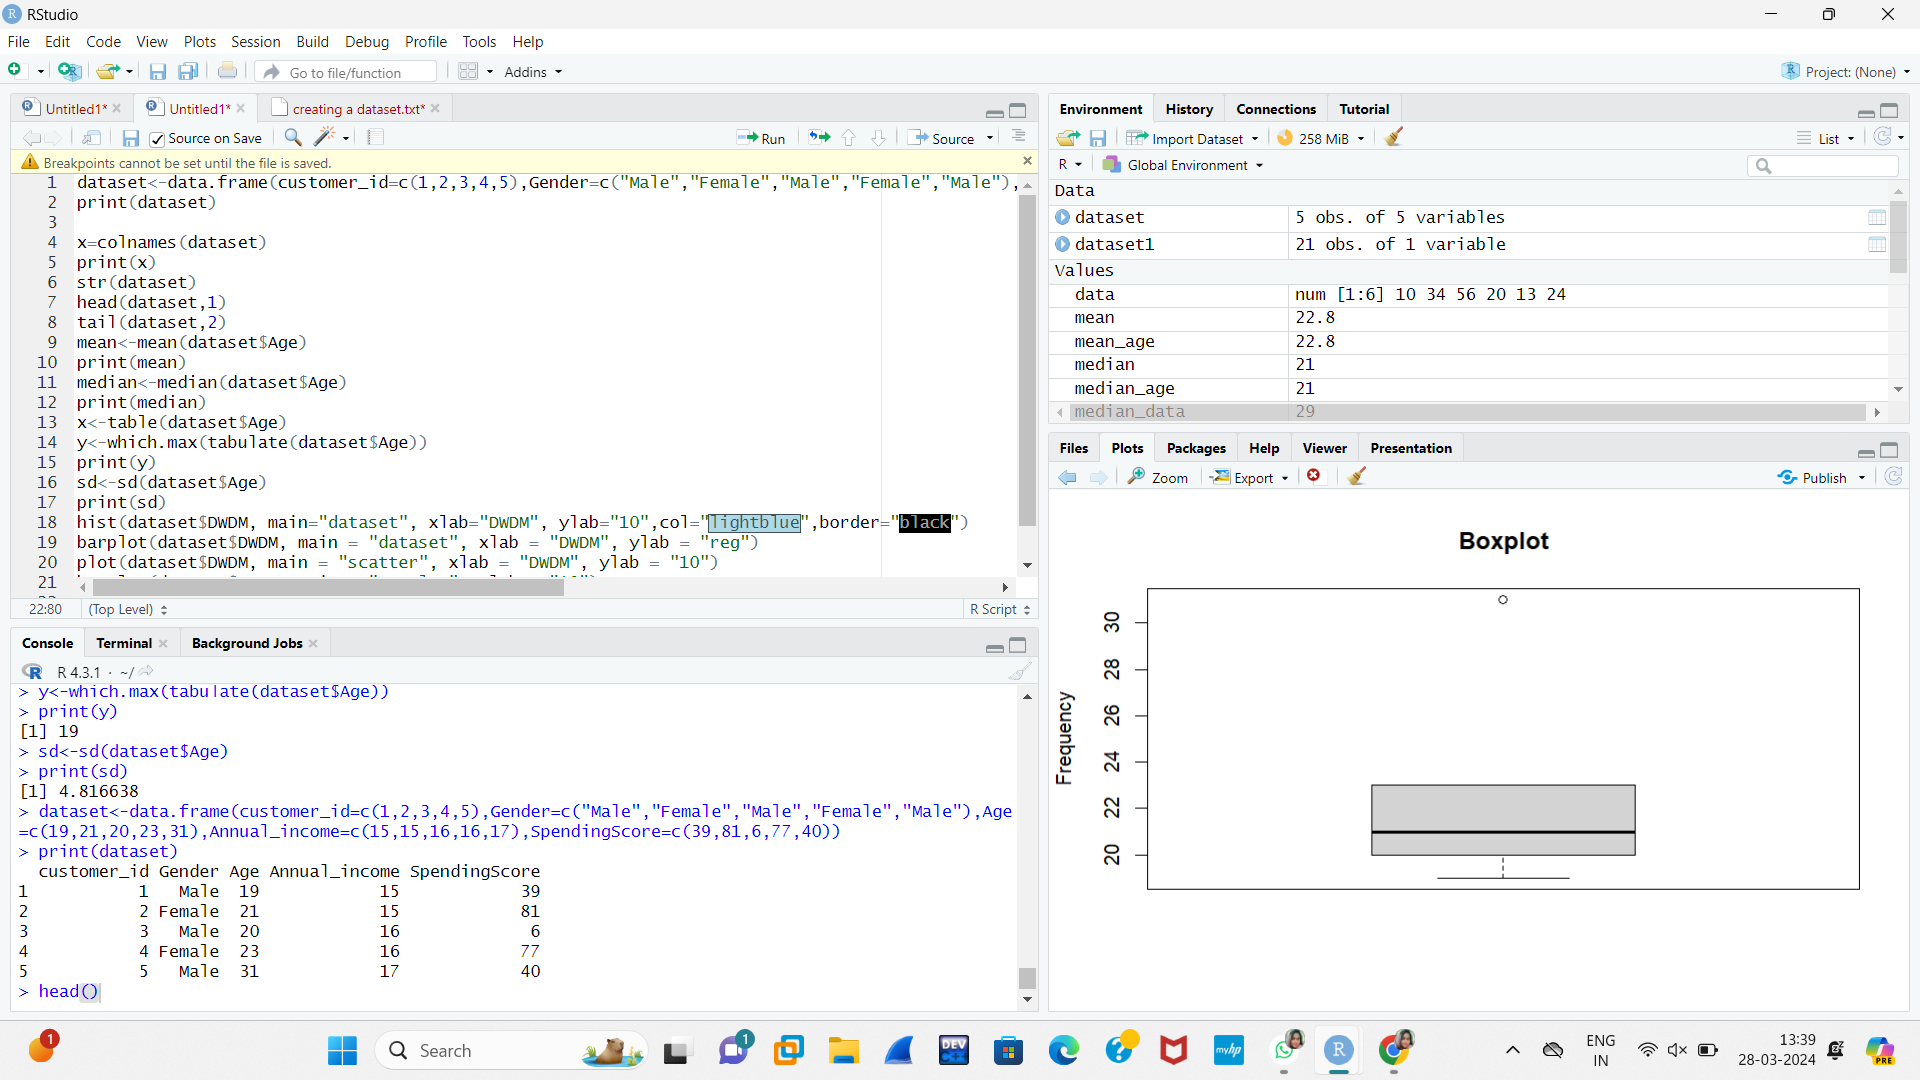 RStudio
File Edit Code View Plots Session Build Debug Profile Tools Help
Go to file/function Addins Project: (None)
Untitled1* Untitled1* creating a dataset.txt*
Source on Save Run Source
Breakpoints cannot be set until the file is saved.
1 dataset<-data.frame(customer_id=c(1,2,3,4,5),Gender=c("Male","Female","Male","Female","Male"),
2 print(dataset)
3
4 x=colnames(dataset)
5 print(x)
6 str(dataset)
7 head(dataset,1)
8 tail(dataset,2)
9 mean<-mean(dataset$Age)
10 print(mean)
11 median<-median(dataset$Age)
12 print(median)
13 x<-table(dataset$Age)
14 y<-which.max(tabulate(dataset$Age))
15 print(y)
16 sd<-sd(dataset$Age)
17 print(sd)
18 hist(dataset$DWDM, main="dataset", xlab="DWDM", ylab="10",col="lightblue",border="black")
19 barplot(dataset$DWDM, main = "dataset", xlab = "DWDM", ylab = "reg")
20 plot(dataset$DWDM, main = "scatter", xlab = "DWDM", ylab = "10")
21
22:80 (Top Level) R Script
Console Terminal Background Jobs
R 4.3.1 · ~/
> y<-which.max(tabulate(dataset$Age))
> print(y)
[1] 19
> sd<-sd(dataset$Age)
> print(sd)
[1] 4.816638
> dataset<-data.frame(customer_id=c(1,2,3,4,5),Gender=c("Male","Female","Male","Female","Male"),Age
=c(19,21,20,23,31),Annual_income=c(15,15,16,16,17),SpendingScore=c(39,81,6,77,40))
> print(dataset)
customer_id Gender Age Annual_income SpendingScore
1 1 Male 19 15 39
2 2 Female 21 15 81
3 3 Male 20 16 6
4 4 Female 23 16 77
5 5 Male 31 17 40
> head()
Environment History Connections Tutorial
Import Dataset 258 MiB List
R Global Environment
Data
dataset 5 obs. of 5 variables
dataset1 21 obs. of 1 variable
Values
data num [1:6] 10 34 56 20 13 24
mean 22.8
mean_age 22.8
median 21
median_age 21
median_data 29
Files Plots Packages Help Viewer Presentation
Zoom Export Publish
Boxplot
Frequency
30
28
26
24
22
20
1 Search 1 DEV C++ myhp R ENG IN 13:39 28-03-2024 PRE